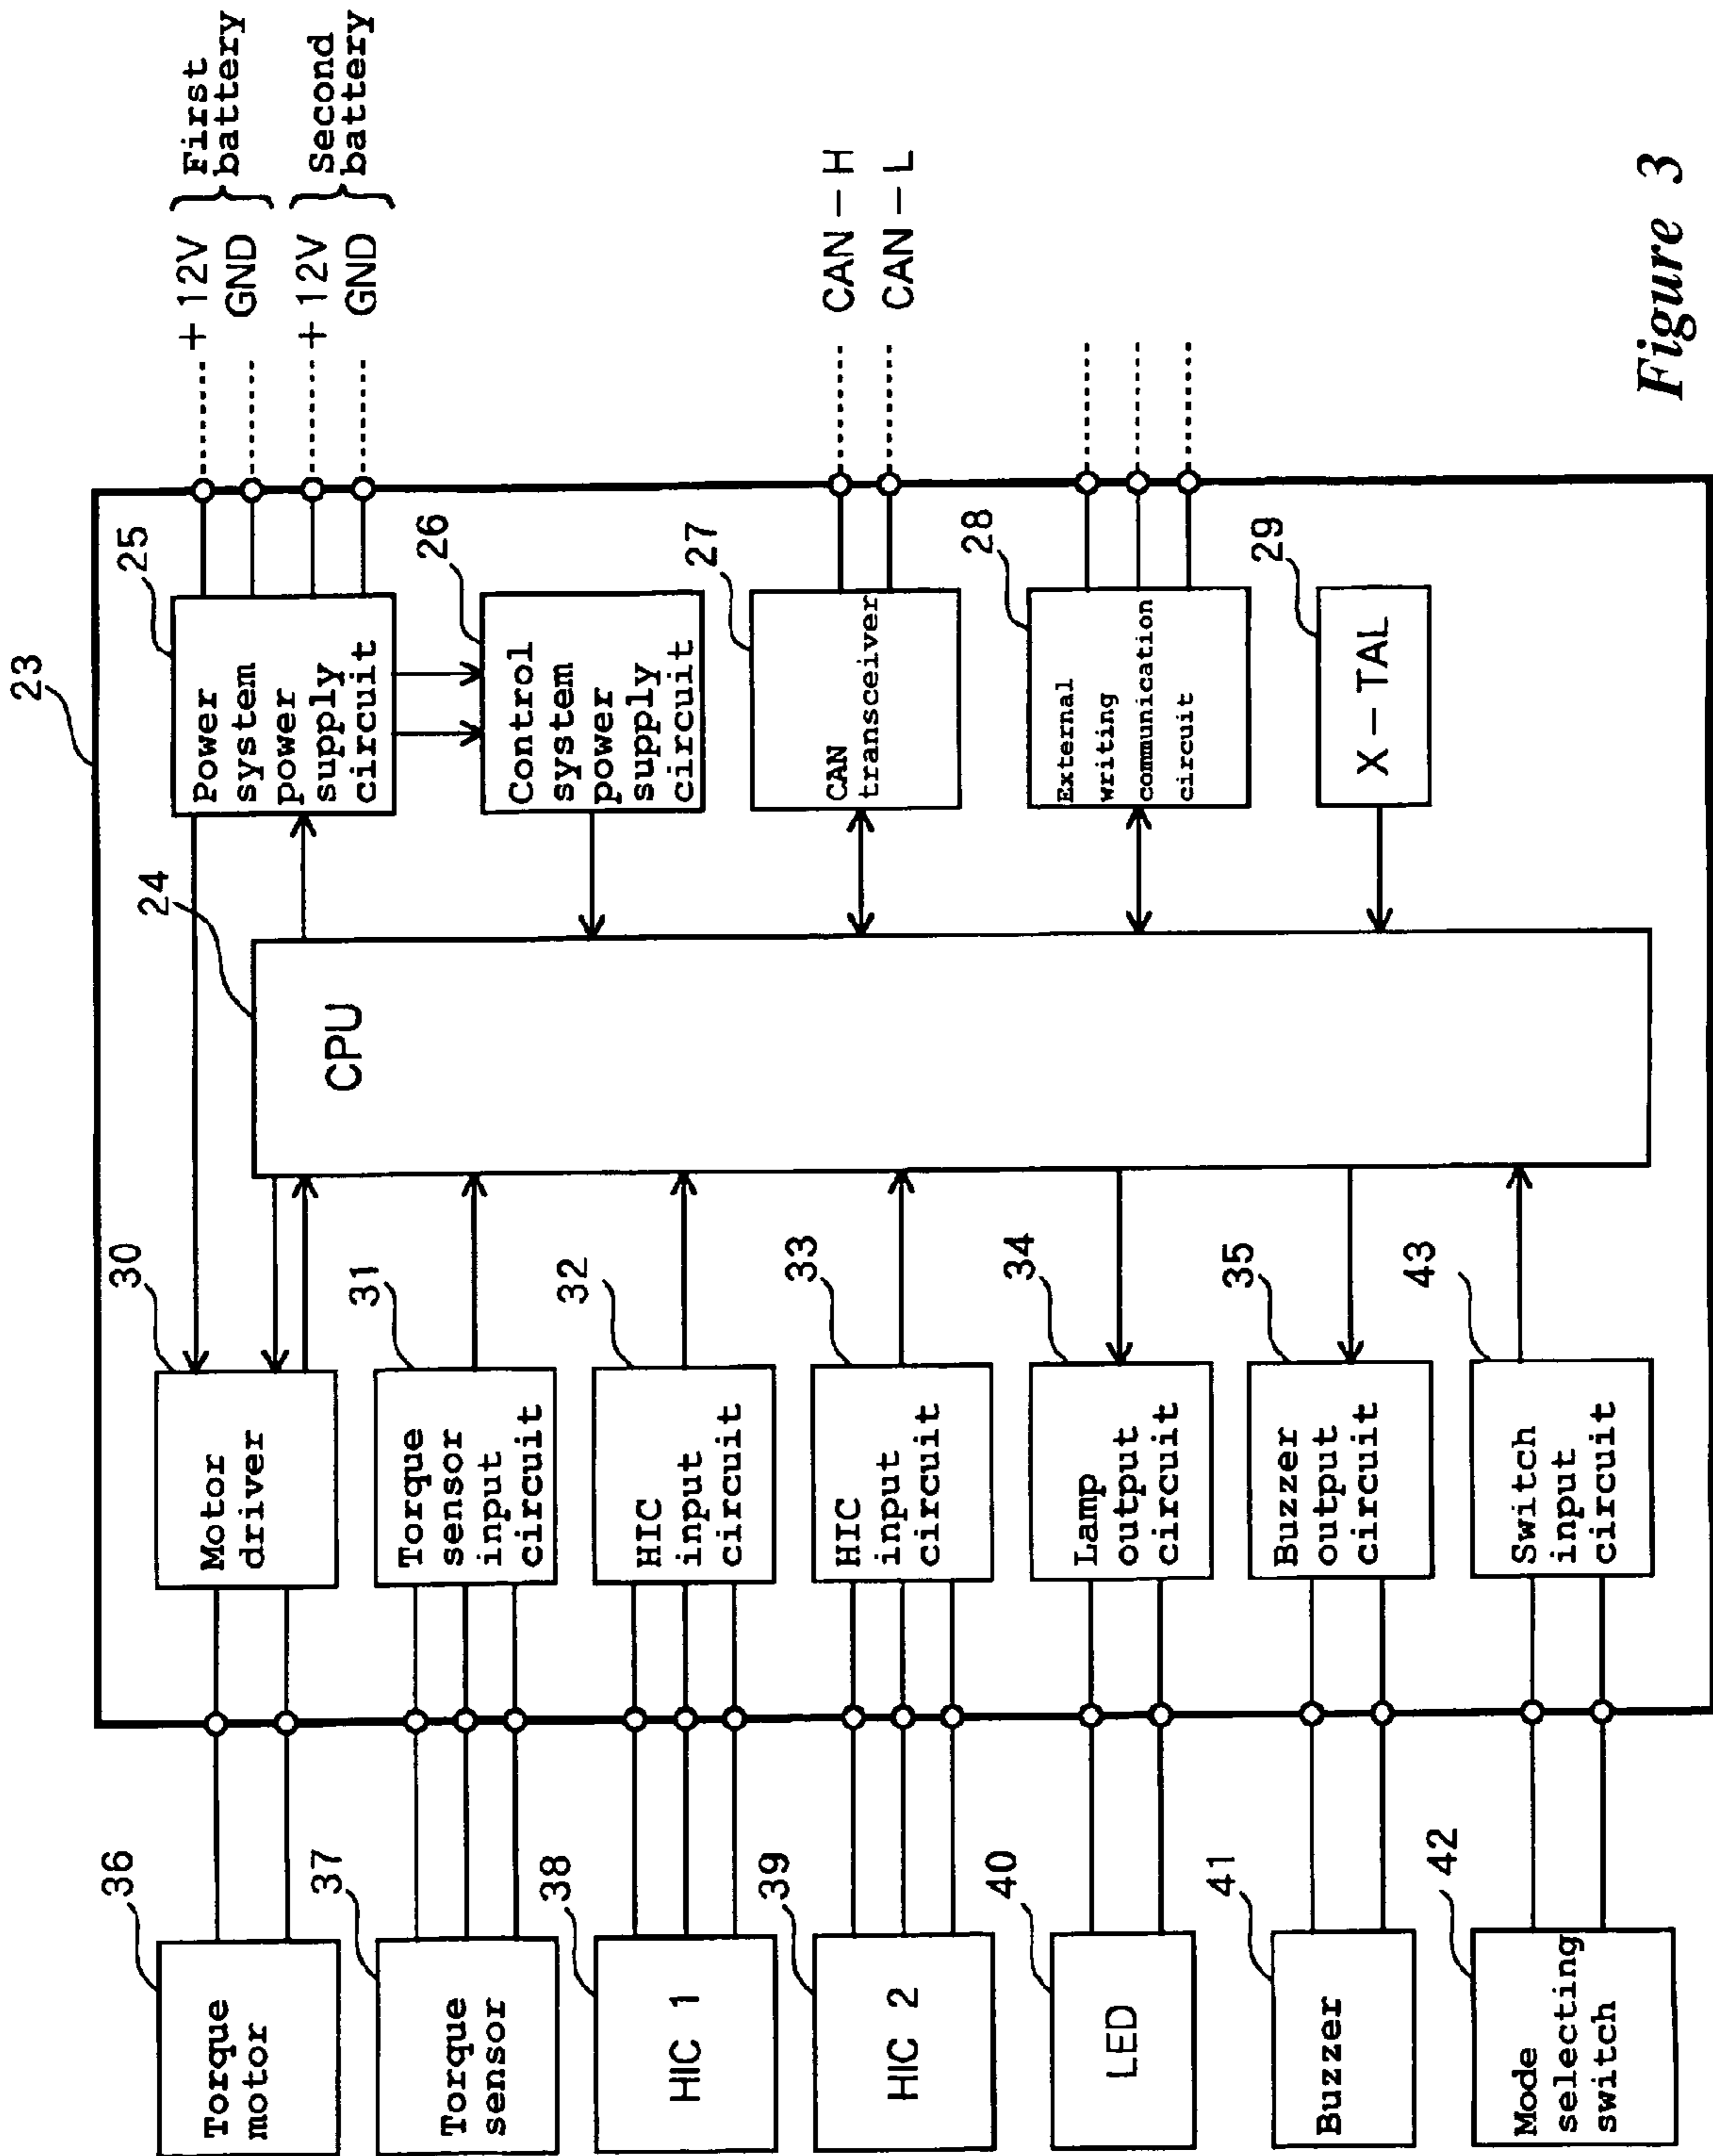 23
First
battery
+12V
GND
Second
battery
+12V
GND
25
Power
system
power
supply
circuit
26
Control
system
power
supply
circuit
CAN-H
CAN-L
27
CAN
transceiver
28
External
writing
communication
circuit
29
X-TAL
24
CPU
30
Motor
driver
31
Torque
sensor
input
circuit
32
HIC
input
circuit
33
HIC
input
circuit
34
Lamp
output
circuit
35
Buzzer
output
circuit
43
Switch
input
circuit
36
Torque
motor
37
Torque
sensor
38
HIC 1
39
HIC 2
40
LED
41
Buzzer
42
Mode
selecting
switch
Figure 3